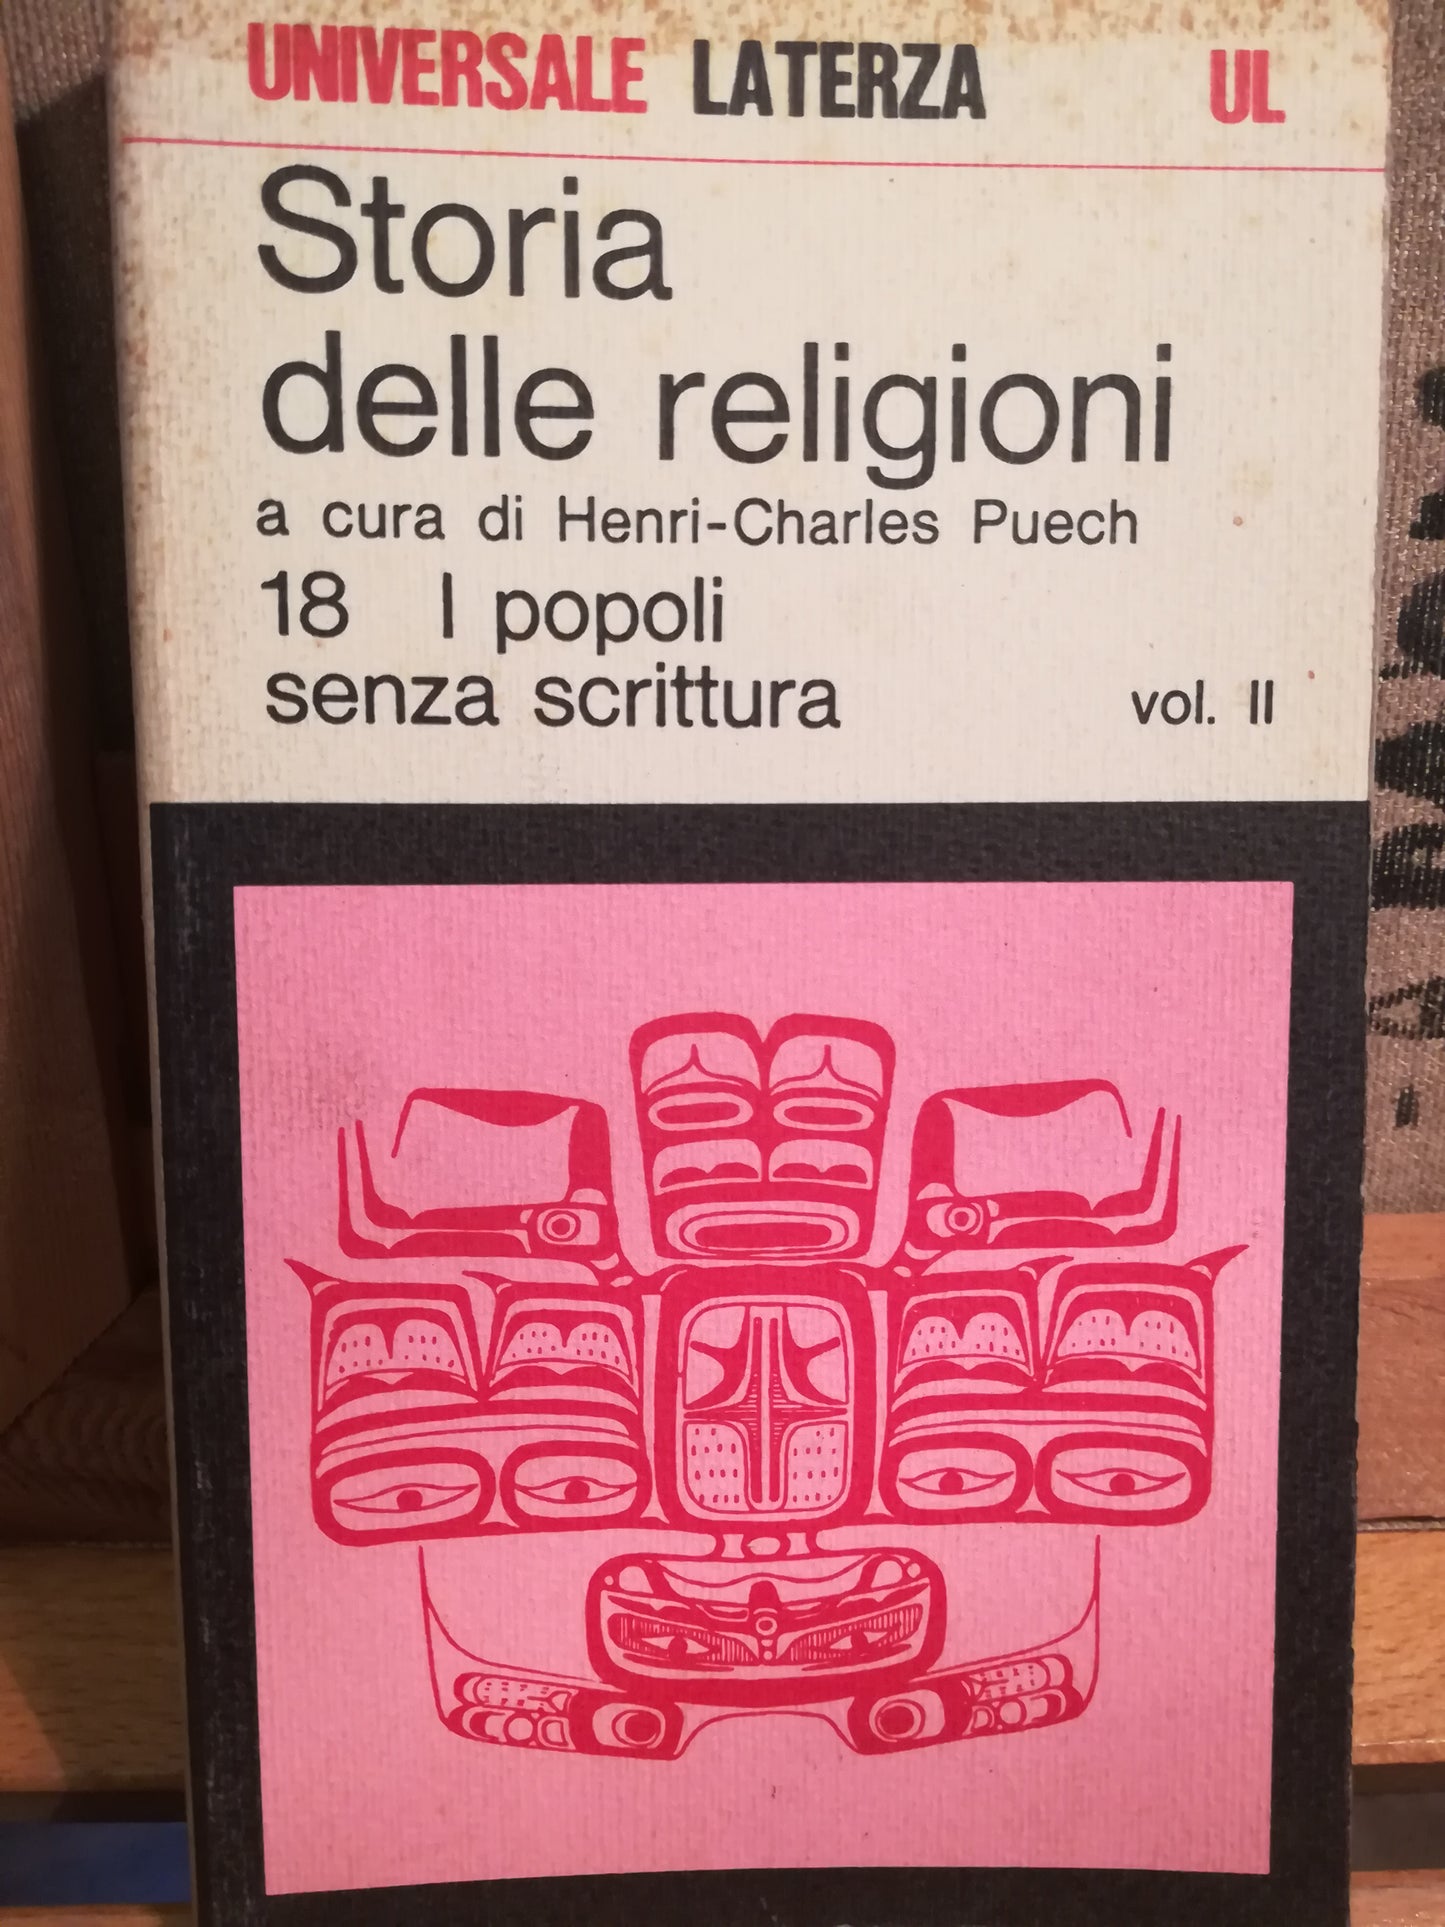 UNIVERSALE LATERZA UL
Storia
delle religioni
a cura di Henri-Charles Puech
18 I popoli
senza scrittura vol. II